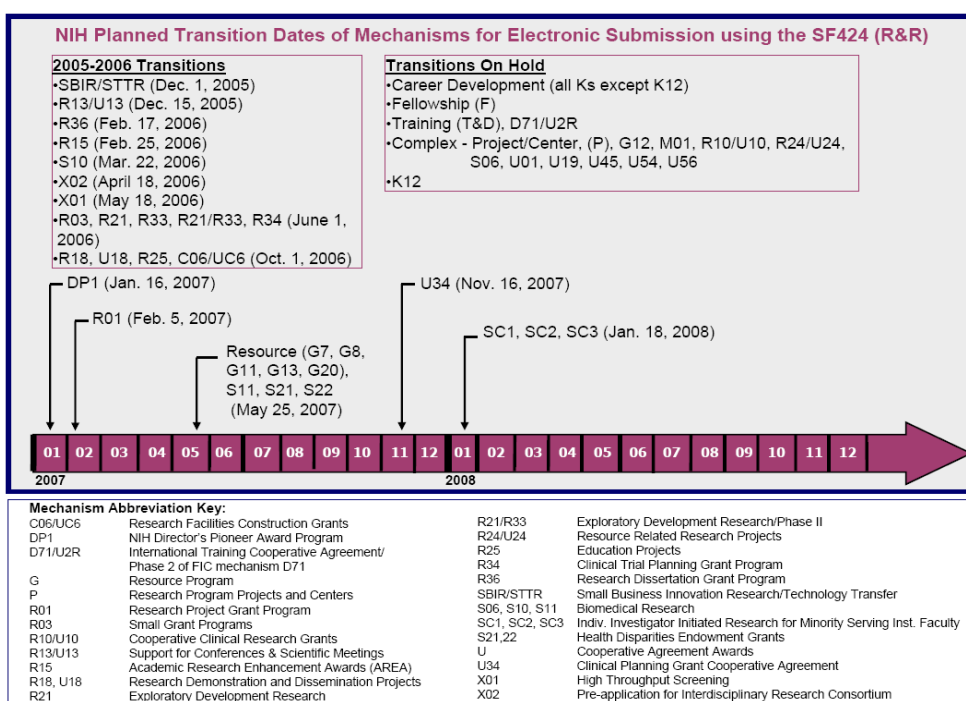 NIH Planned Transition Dates of Mechanisms for Electronic Submission using the SF424 (R&R)
2005-2006 Transitions
•SBIR/STTR (Dec. 1, 2005)
•R13/U13 (Dec. 15, 2005)
•R36 (Feb. 17, 2006)
•R15 (Feb. 25, 2006)
•S10 (Mar. 22, 2006)
•X02 (April 18, 2006)
•X01 (May 18, 2006)
•R03, R21, R33, R21/R33, R34 (June 1,
2006)
•R18, U18, R25, C06/UC6 (Oct. 1, 2006)
Transitions On Hold
•Career Development (all Ks except K12)
•Fellowship (F)
•Training (T&D), D71/U2R
•Complex - Project/Center, (P), G12, M01, R10/U10, R24/U24,
S06, U01, U19, U45, U54, U56
•K12
DP1 (Jan. 16, 2007)
R01 (Feb. 5, 2007)
Resource (G7, G8,
G11, G13, G20),
S11, S21, S22
(May 25, 2007)
U34 (Nov. 16, 2007)
SC1, SC2, SC3 (Jan. 18, 2008)
01 02 03 04 05 06 07 08 09 10 11 12 01 02 03 04 05 06 07 08 09 10 11 12
2007 2008
Mechanism Abbreviation Key:
C06/UC6 Research Facilities Construction Grants
DP1 NIH Director's Pioneer Award Program
D71/U2R International Training Cooperative Agreement/
Phase 2 of FIC mechanism D71
G Resource Program
P Research Program Projects and Centers
R01 Research Project Grant Program
R03 Small Grant Programs
R10/U10 Cooperative Clinical Research Grants
R13/U13 Support for Conferences & Scientific Meetings
R15 Academic Research Enhancement Awards (AREA)
R18, U18 Research Demonstration and Dissemination Projects
R21 Exploratory Development Research
R21/R33 Exploratory Development Research/Phase II
R24/U24 Resource Related Research Projects
R25 Education Projects
R34 Clinical Trial Planning Grant Program
R36 Research Dissertation Grant Program
SBIR/STTR Small Business Innovation Research/Technology Transfer
S06, S10, S11 Biomedical Research
SC1, SC2, SC3 Indiv. Investigator Initiated Research for Minority Serving Inst. Faculty
S21,22 Health Disparities Endowment Grants
U Cooperative Agreement Awards
U34 Clinical Planning Grant Cooperative Agreement
X01 High Throughput Screening
X02 Pre-application for Interdisciplinary Research Consortium